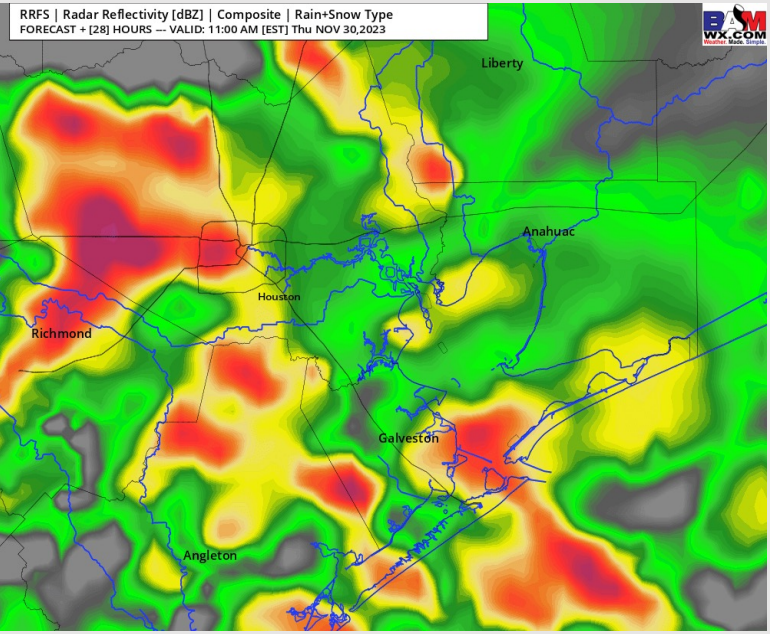 RRFS | Radar Reflectivity [dBZ] | Composite | Rain+Snow Type
FORECAST + [28] HOURS --- VALID: 11:00 AM [EST] Thu NOV 30,2023
BAM
WX.COM
Weather. Made. Simple.
Liberty
Anahuac
Houston
Richmond
Galveston
Angleton